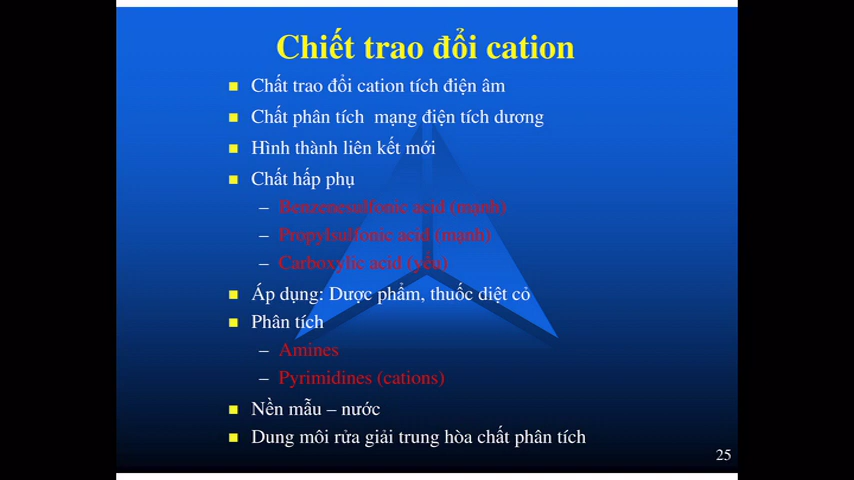 Chiết trao đổi cation
Chất trao đổi cation tích điện âm
Chất phân tích mạng điện tích dương
Hình thành liên kết mới
Chất hấp phụ
– Benzenesulfonic acid (mạnh)
– Propylsulfonic acid (mạnh)
– Carboxylic acid (yếu)
Áp dụng: Dược phẩm, thuốc diệt cỏ
Phân tích
– Amines
– Pyrimidines (cations)
Nền mẫu – nước
Dung môi rửa giải trung hòa chất phân tích
25